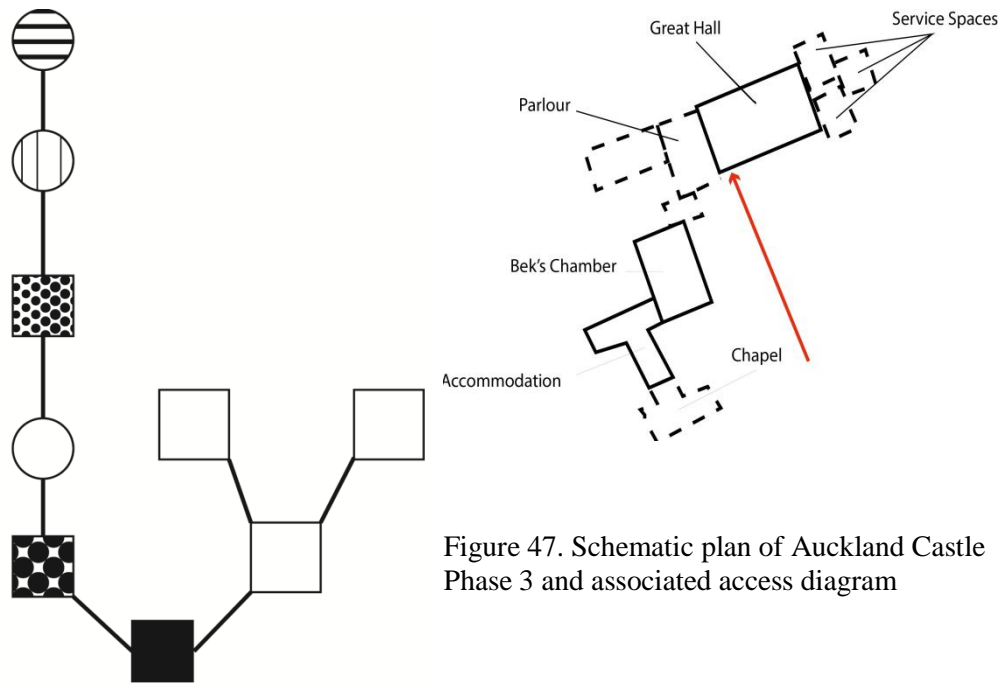 Service Spaces
Great Hall
Parlour
Bek's Chamber
Chapel
Accommodation
Figure 47. Schematic plan of Auckland Castle
Phase 3 and associated access diagram